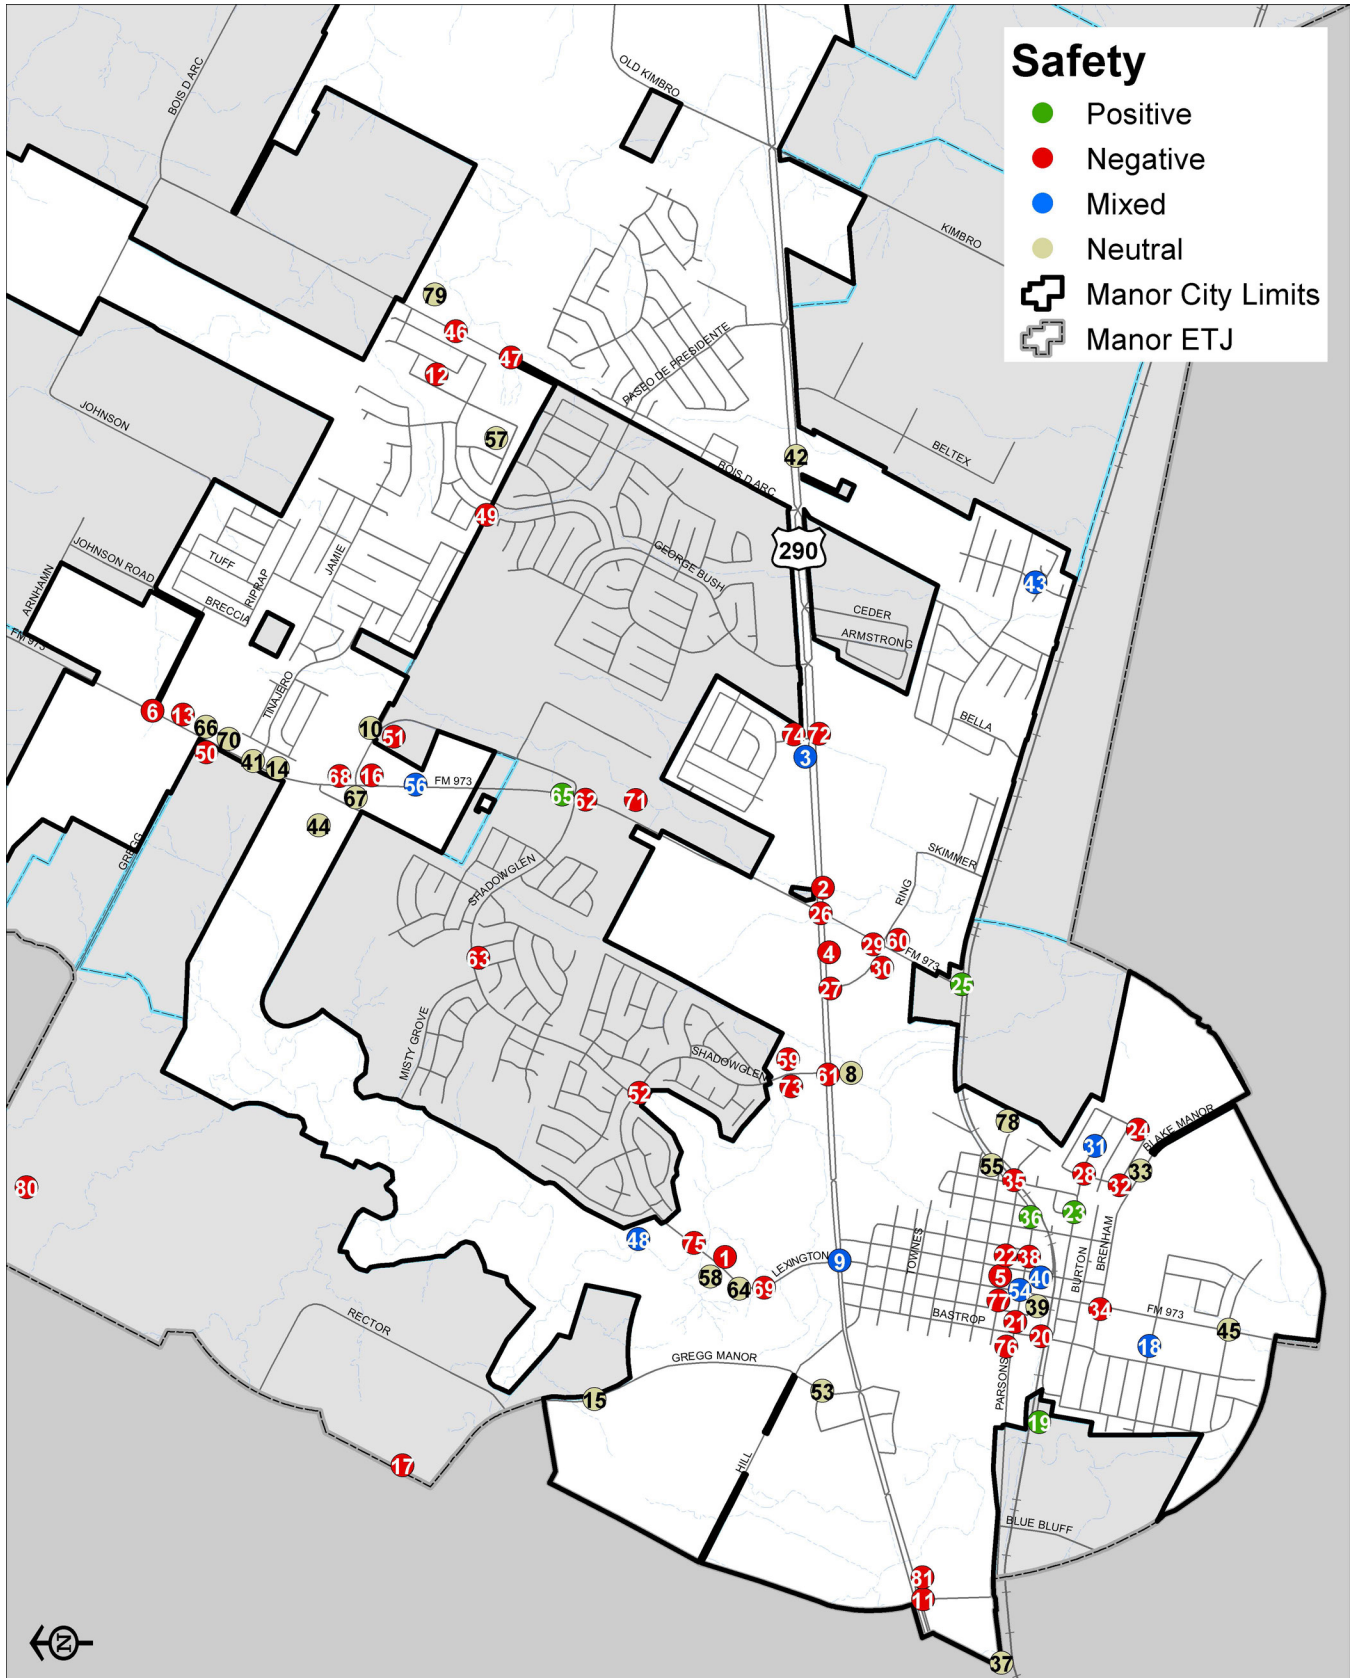 Safety
Positive
Negative
Mixed
Neutral
Manor City Limits
Manor ETJ
BOIS D ARC
OLD KIMBRO
KIMBRO
79
46
47
12
PASEO DE PRESIDENTE
JOHNSON
57
42
BELTEX
BOIS D ARC
49
290
JOHNSON ROAD
TUFF
JAMIE
GEORGE BUSH
43
ARNHAMN
RIPRAP
BRECCIA
CEDER
ARMSTRONG
FM 973
TINAJERO
6
13
66
70
50
41
14
10
51
BELLA
74
72
3
68
16
56
FM 973
67
65
62
71
44
GREGG
SHADOWGLEN
SKIMMER
2
RING
26
29
60
4
30
FM 973
27
25
63
MISTY GROVE
SHADOWGLEN
59
73
61
8
52
78
24
BLAKE MANOR
31
55
35
28
33
32
80
36
23
48
75
1
58
64
69
LEXINGTON
9
TOWNES
22
38
BURTON
BRENHAM
5
40
54
77
39
34
FM 973
BASTROP
21
20
18
45
76
RECTOR
GREGG MANOR
PARSONS
15
53
19
HILL
17
BLUE BLUFF
81
11
N
37